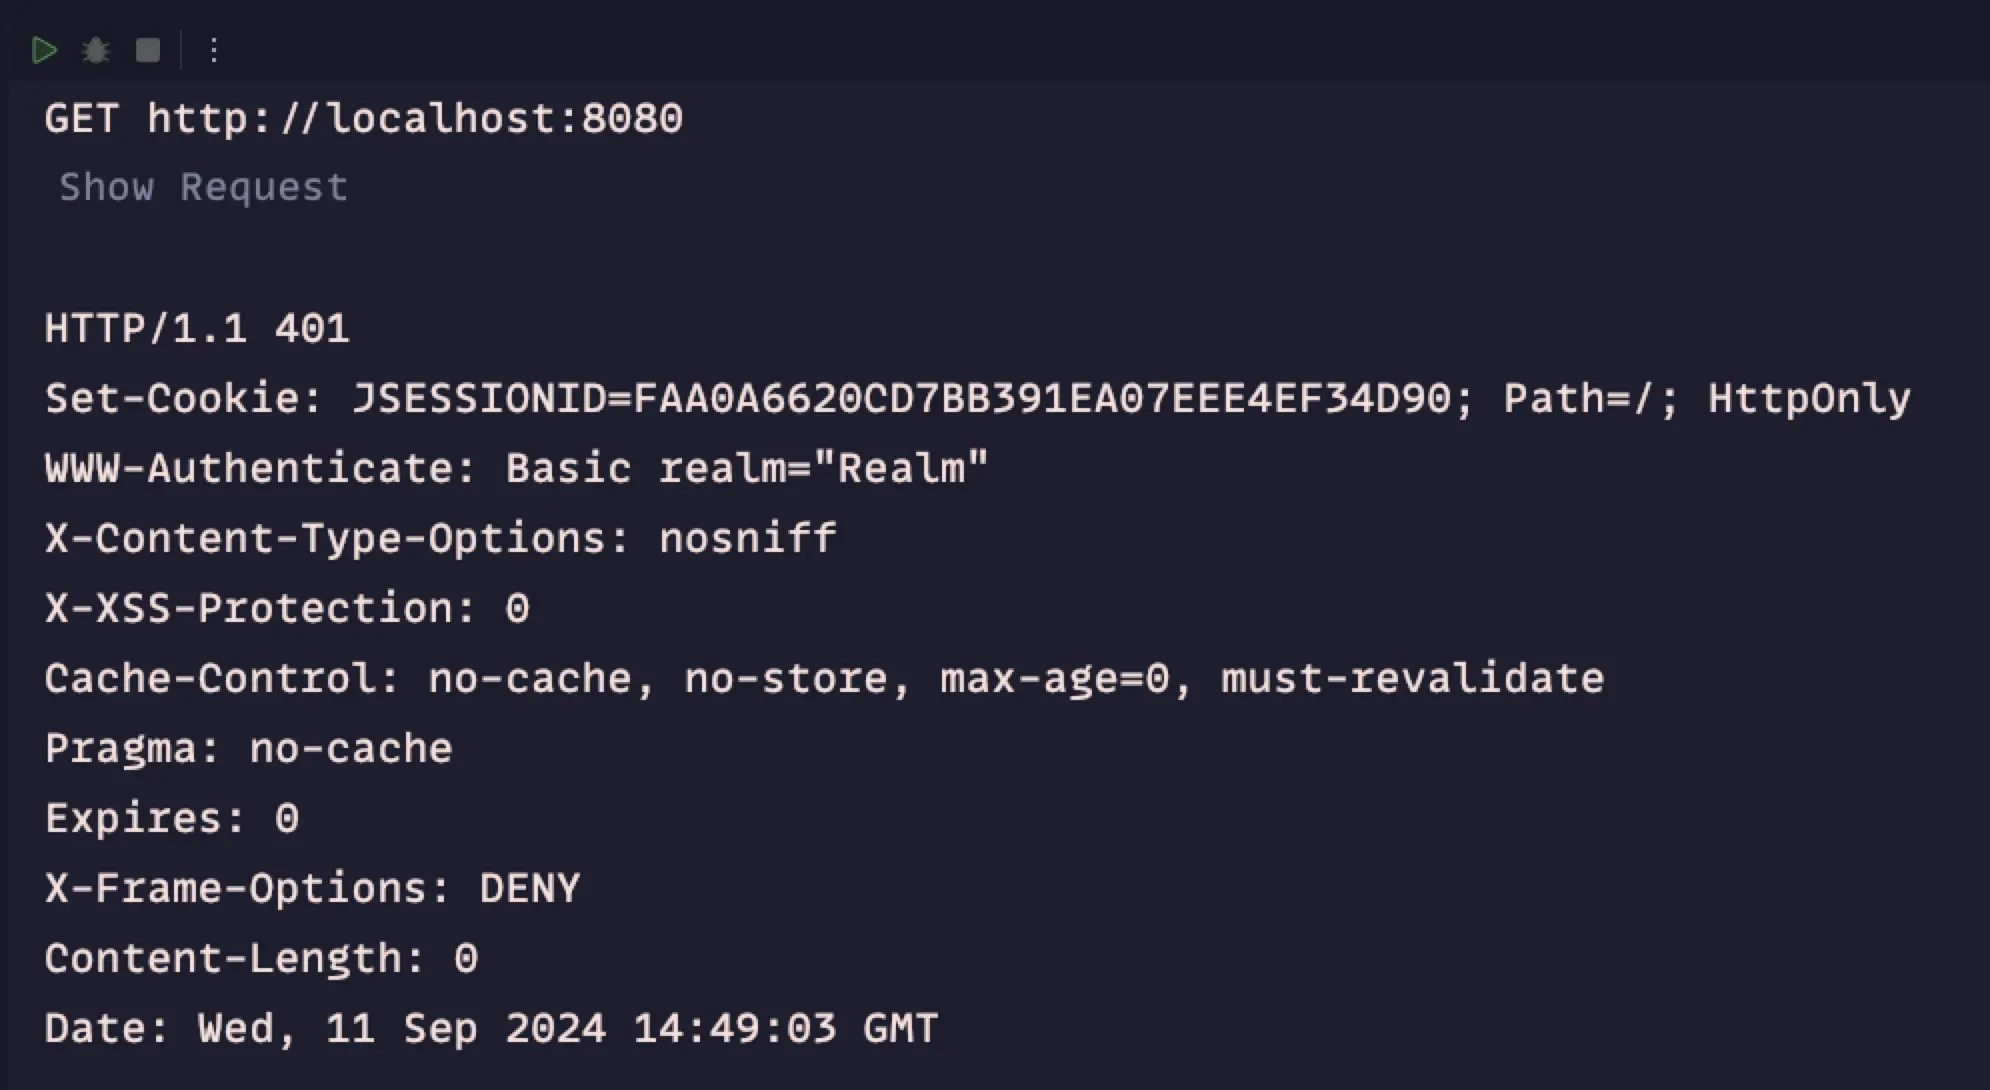 GET http://localhost:8080
Show Request
HTTP/1.1 401
Set-Cookie: JSESSIONID=FAA0A6620CD7BB391EA07EEE4EF34D90; Path=/; HttpOnly
WWW-Authenticate: Basic realm="Realm"
X-Content-Type-Options: nosniff
X-XSS-Protection: 0
Cache-Control: no-cache, no-store, max-age=0, must-revalidate
Pragma: no-cache
Expires: 0
X-Frame-Options: DENY
Content-Length: 0
Date: Wed, 11 Sep 2024 14:49:03 GMT